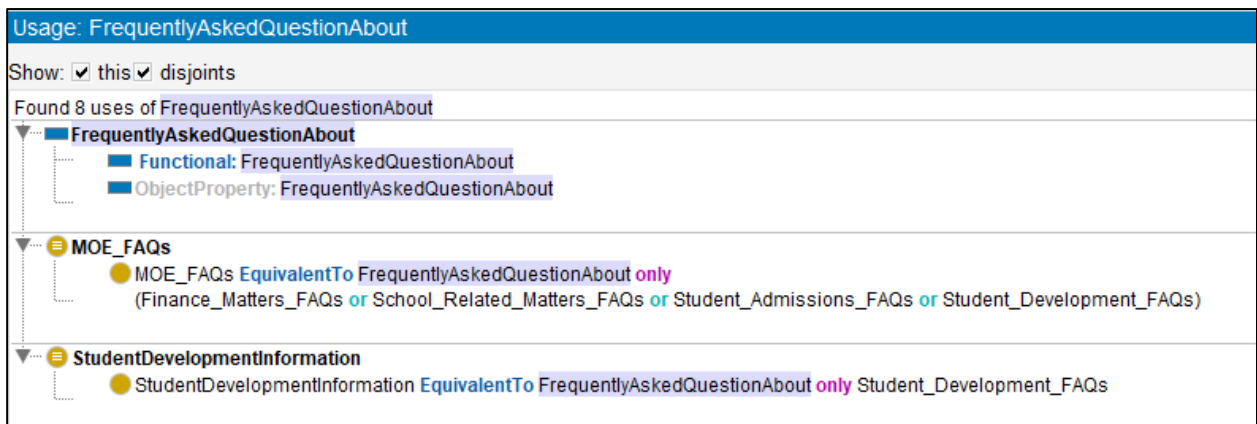 Usage: FrequentlyAskedQuestionAbout
Show: this disjoints
Found 8 uses of FrequentlyAskedQuestionAbout
FrequentlyAskedQuestionAbout
Functional: FrequentlyAskedQuestionAbout
ObjectProperty: FrequentlyAskedQuestionAbout
MOE_FAQs
MOE_FAQs EquivalentTo FrequentlyAskedQuestionAbout only
(Finance_Matters_FAQs or School_Related_Matters_FAQs or Student_Admissions_FAQs or Student_Development_FAQs)
StudentDevelopmentInformation
StudentDevelopmentInformation EquivalentTo FrequentlyAskedQuestionAbout only Student_Development_FAQs